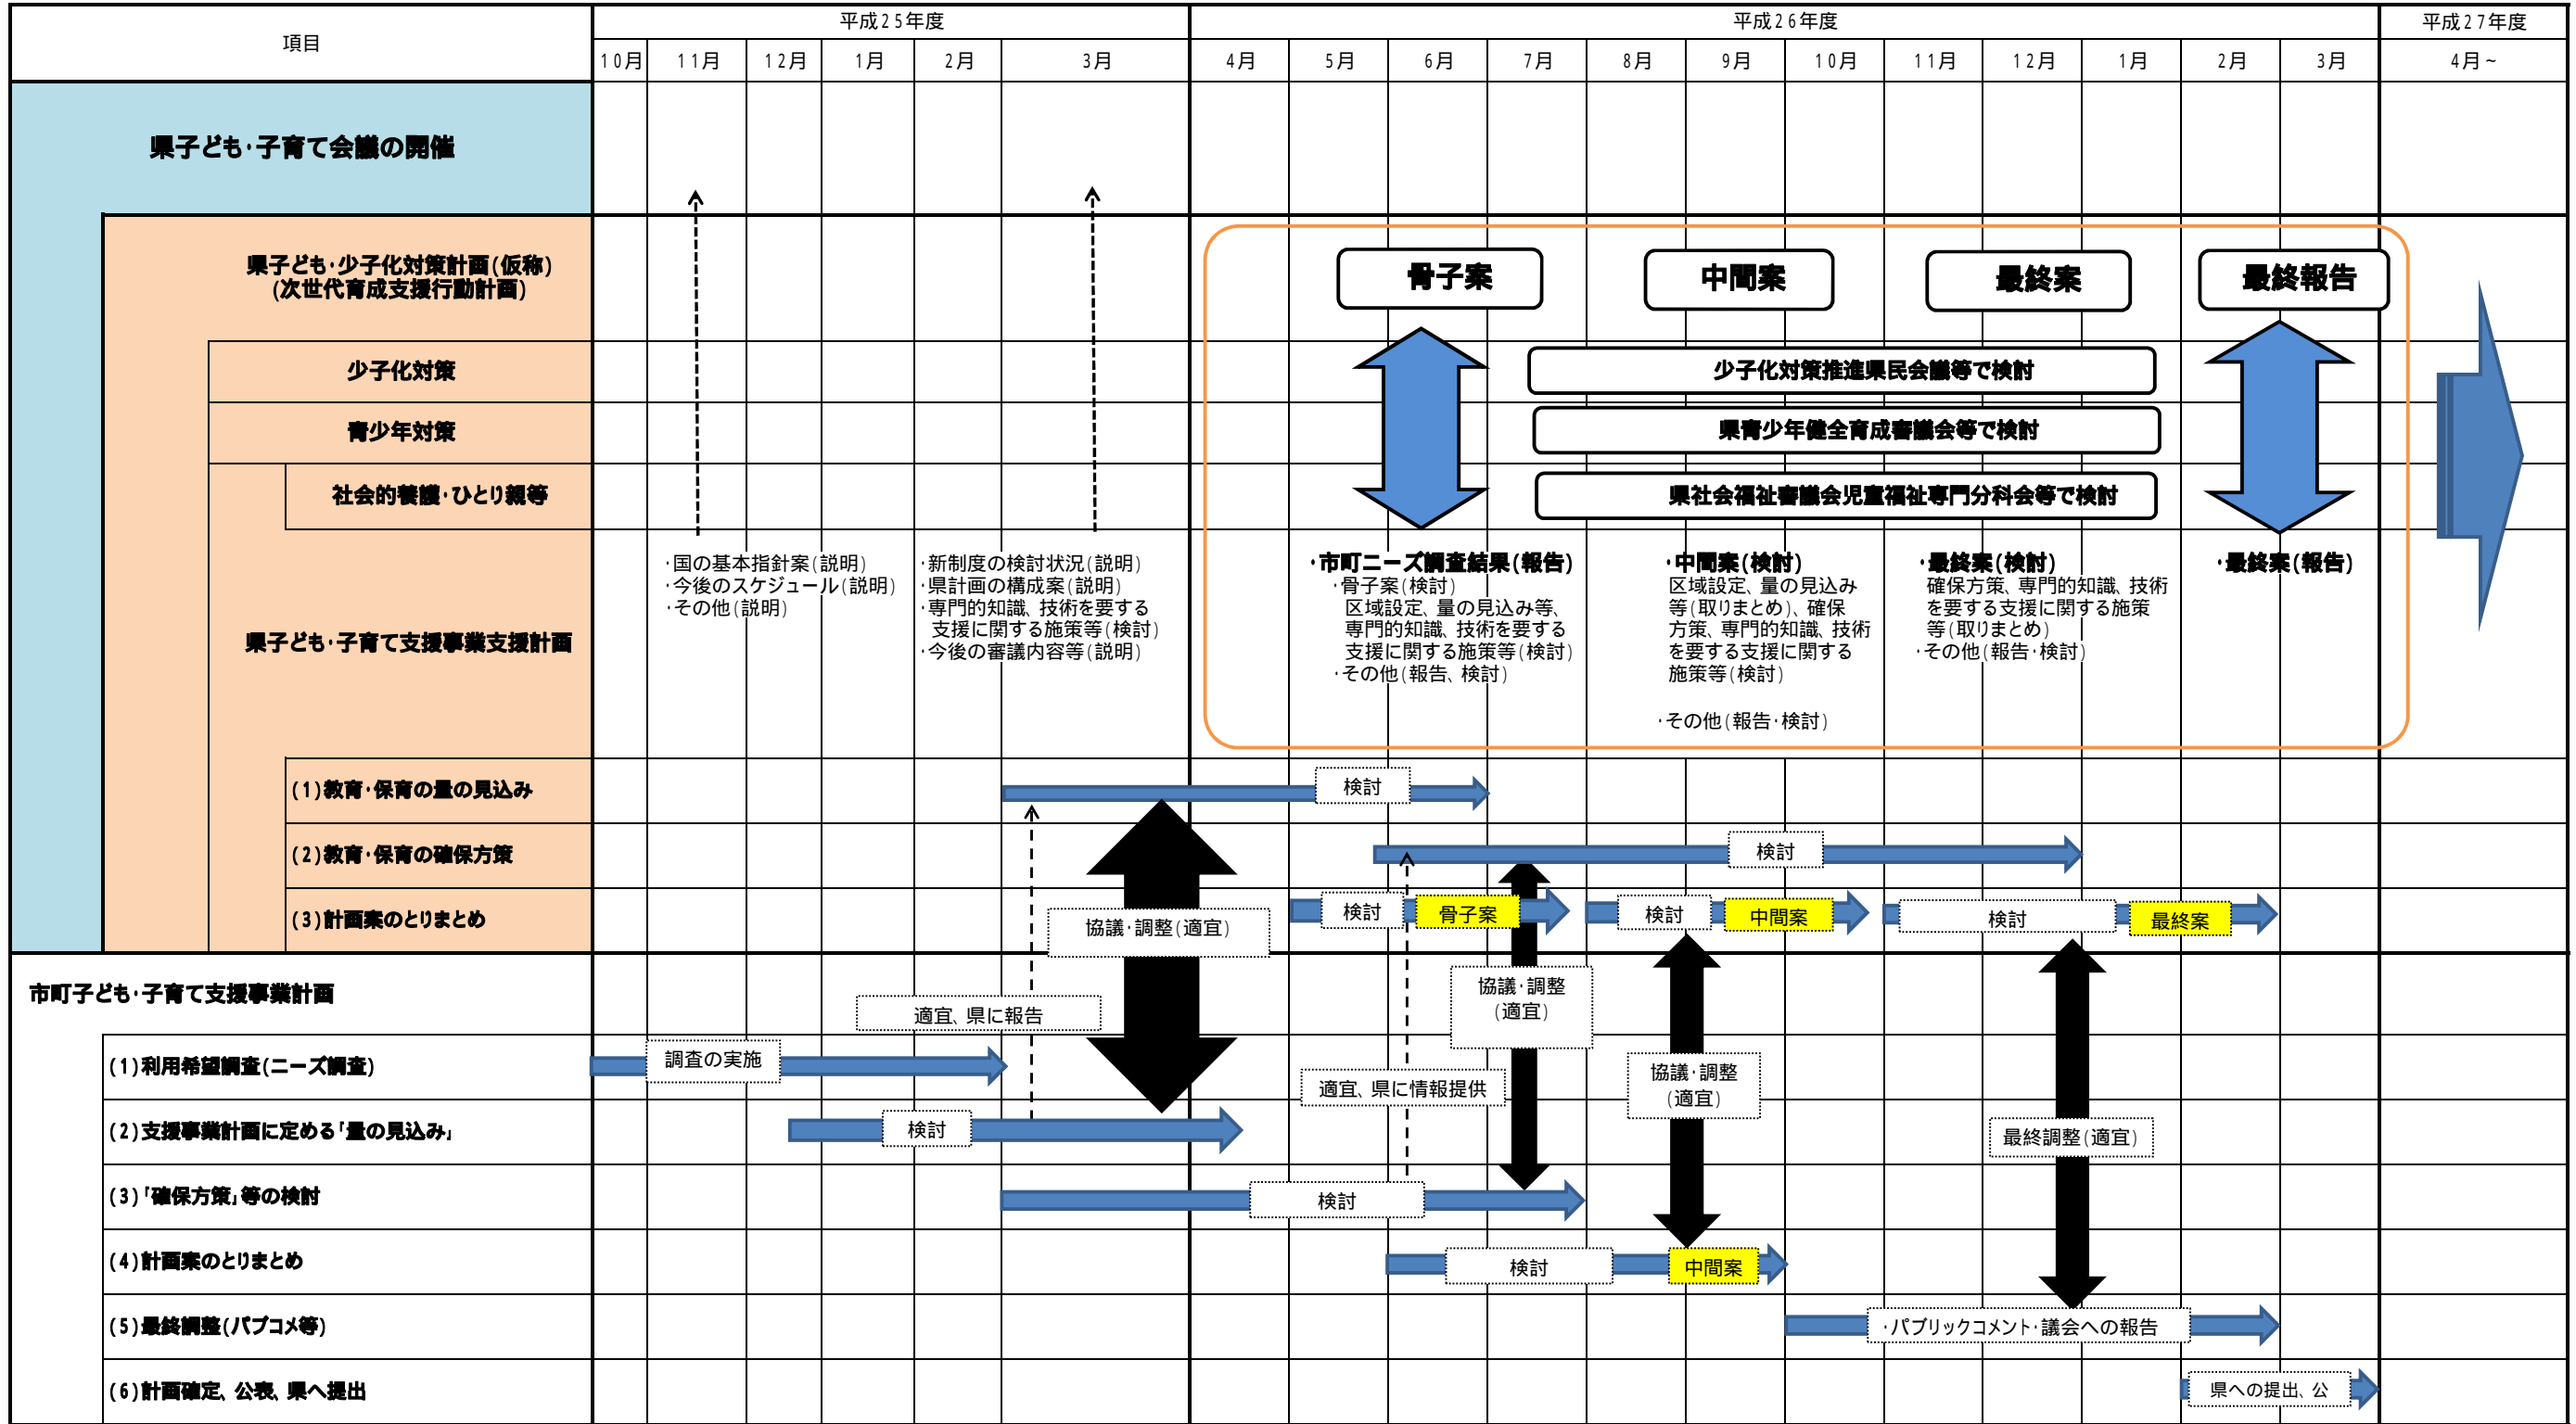 項目
平成25年度
平成26年度
平成27年度
10月
11月
12月
1月
2月
3月
4月
5月
6月
7月
8月
9月
10月
11月
12月
1月
2月
3月
4月~
県子ども・子育て会議の開催
県子ども・少子化対策計画(仮称)
(次世代育成支援行動計画)
骨子案
中間案
最終案
最終報告
少子化対策
少子化対策推進県民会議等で検討
青少年対策
県青少年健全育成審議会等で検討
社会的養護・ひとり親等
県社会福祉審議会児童福祉専門分科会等で検討
県子ども・子育て支援事業支援計画
・国の基本指針案(説明)
・今後のスケジュール(説明)
・その他(説明)
・新制度の検討状況(説明)
・県計画の構成案(説明)
・専門的知識、技術を要する
支援に関する施策等(検討)
・今後の審議内容等(説明)
・市町ニーズ調査結果(報告)
・骨子案(検討)
区域設定、量の見込み等、
専門的知識、技術を要する
支援に関する施策等(検討)
・その他(報告、検討)
・中間案(検討)
区域設定、量の見込み
等(取りまとめ)、確保
方策、専門的知識、技術
を要する支援に関する
施策等(検討)
・その他(報告・検討)
・最終案(検討)
確保方策、専門的知識、技術
を要する支援に関する施策
等(取りまとめ)
・その他(報告・検討)
・最終案(報告)
(1)教育・保育の量の見込み
検討
(2)教育・保育の確保方策
検討
(3)計画案のとりまとめ
協議・調整(適宜)
検討
骨子案
検討
中間案
検討
最終案
市町子ども・子育て支援事業計画
適宜、県に報告
協議・調整
(適宜)
(1)利用希望調査(ニーズ調査)
調査の実施
適宜、県に情報提供
協議・調整
(適宜)
(2)支援事業計画に定める「量の見込み」
検討
最終調整(適宜)
(3)「確保方策」等の検討
検討
(4)計画案のとりまとめ
検討
中間案
(5)最終調整(パブコメ等)
・パブリックコメント・議会への報告
(6)計画確定、公表、県へ提出
県への提出、公